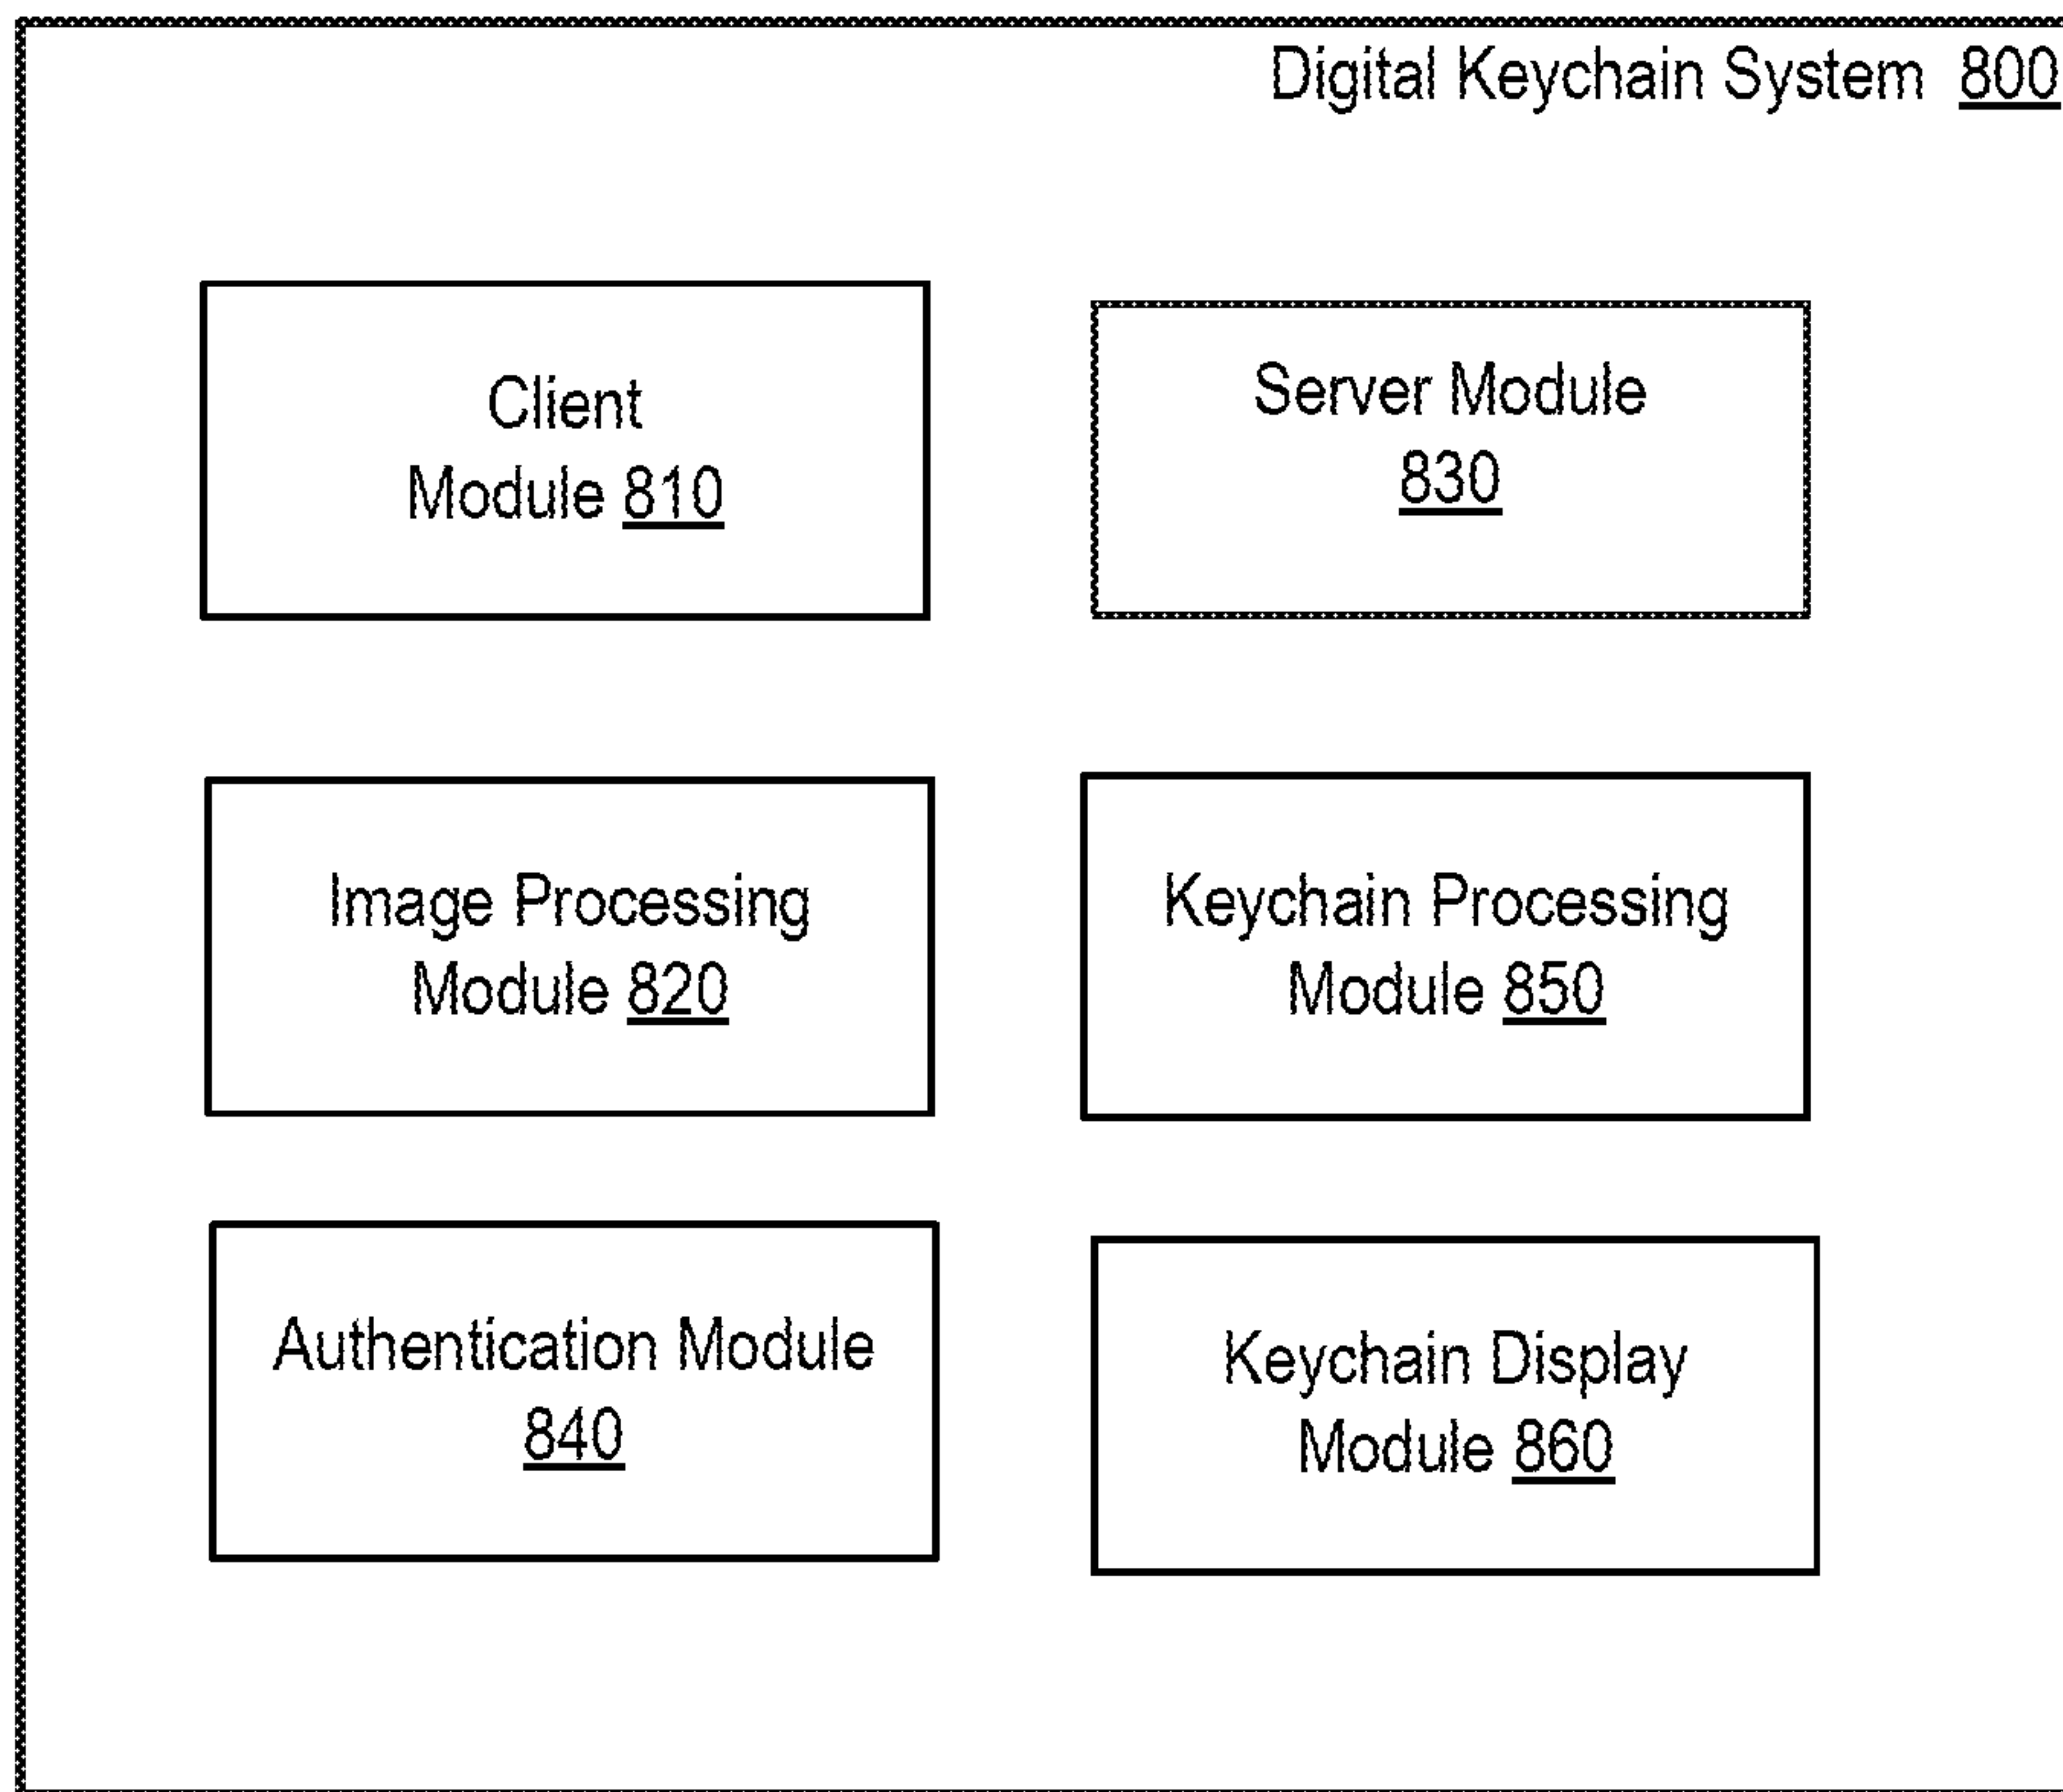 Digital Keychain System 800
Client
Module 810
Server Module
830
Image Processing
Module 820
Keychain Processing
Module 850
Authentication Module
840
Keychain Display
Module 860